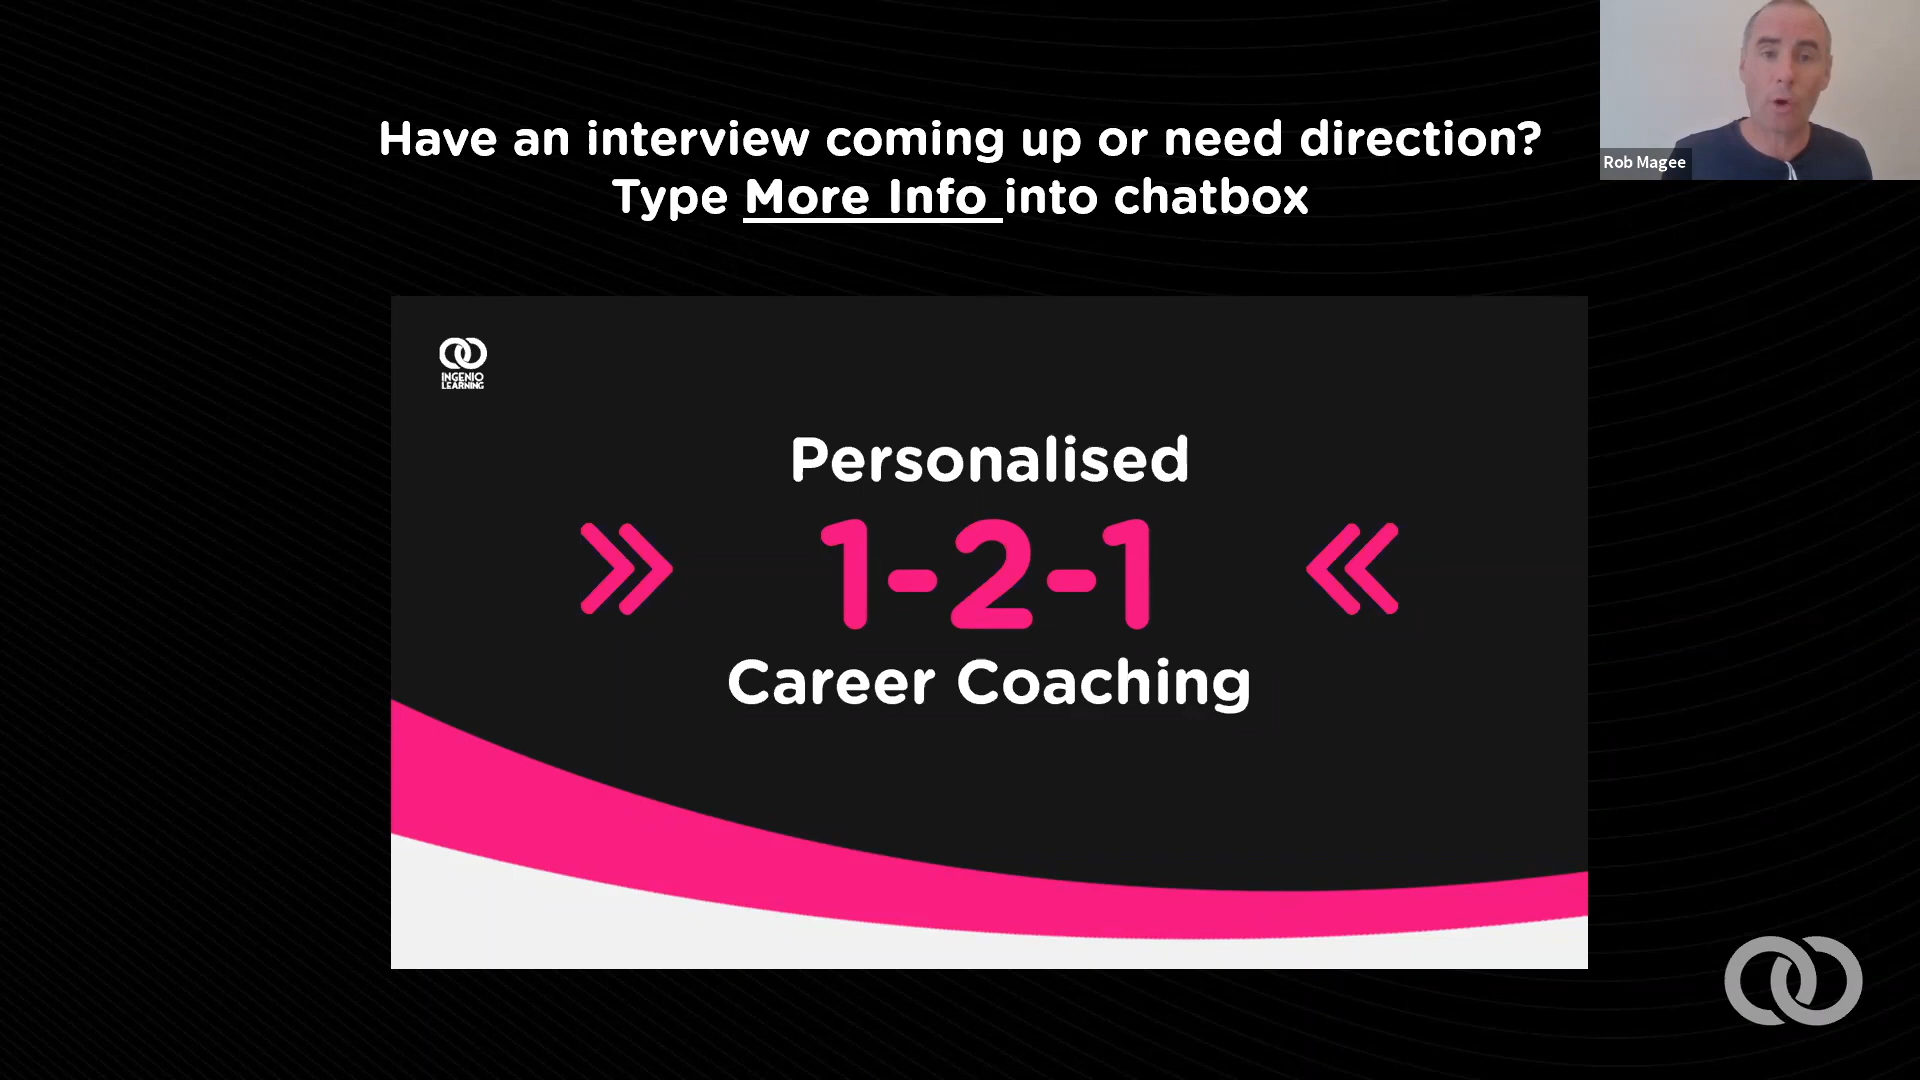 Have an interview coming up or need direction?
Type More Info into chatbox
Rob Magee
INGENIO
LEARNING
Personalised
1-2-1
Career Coaching